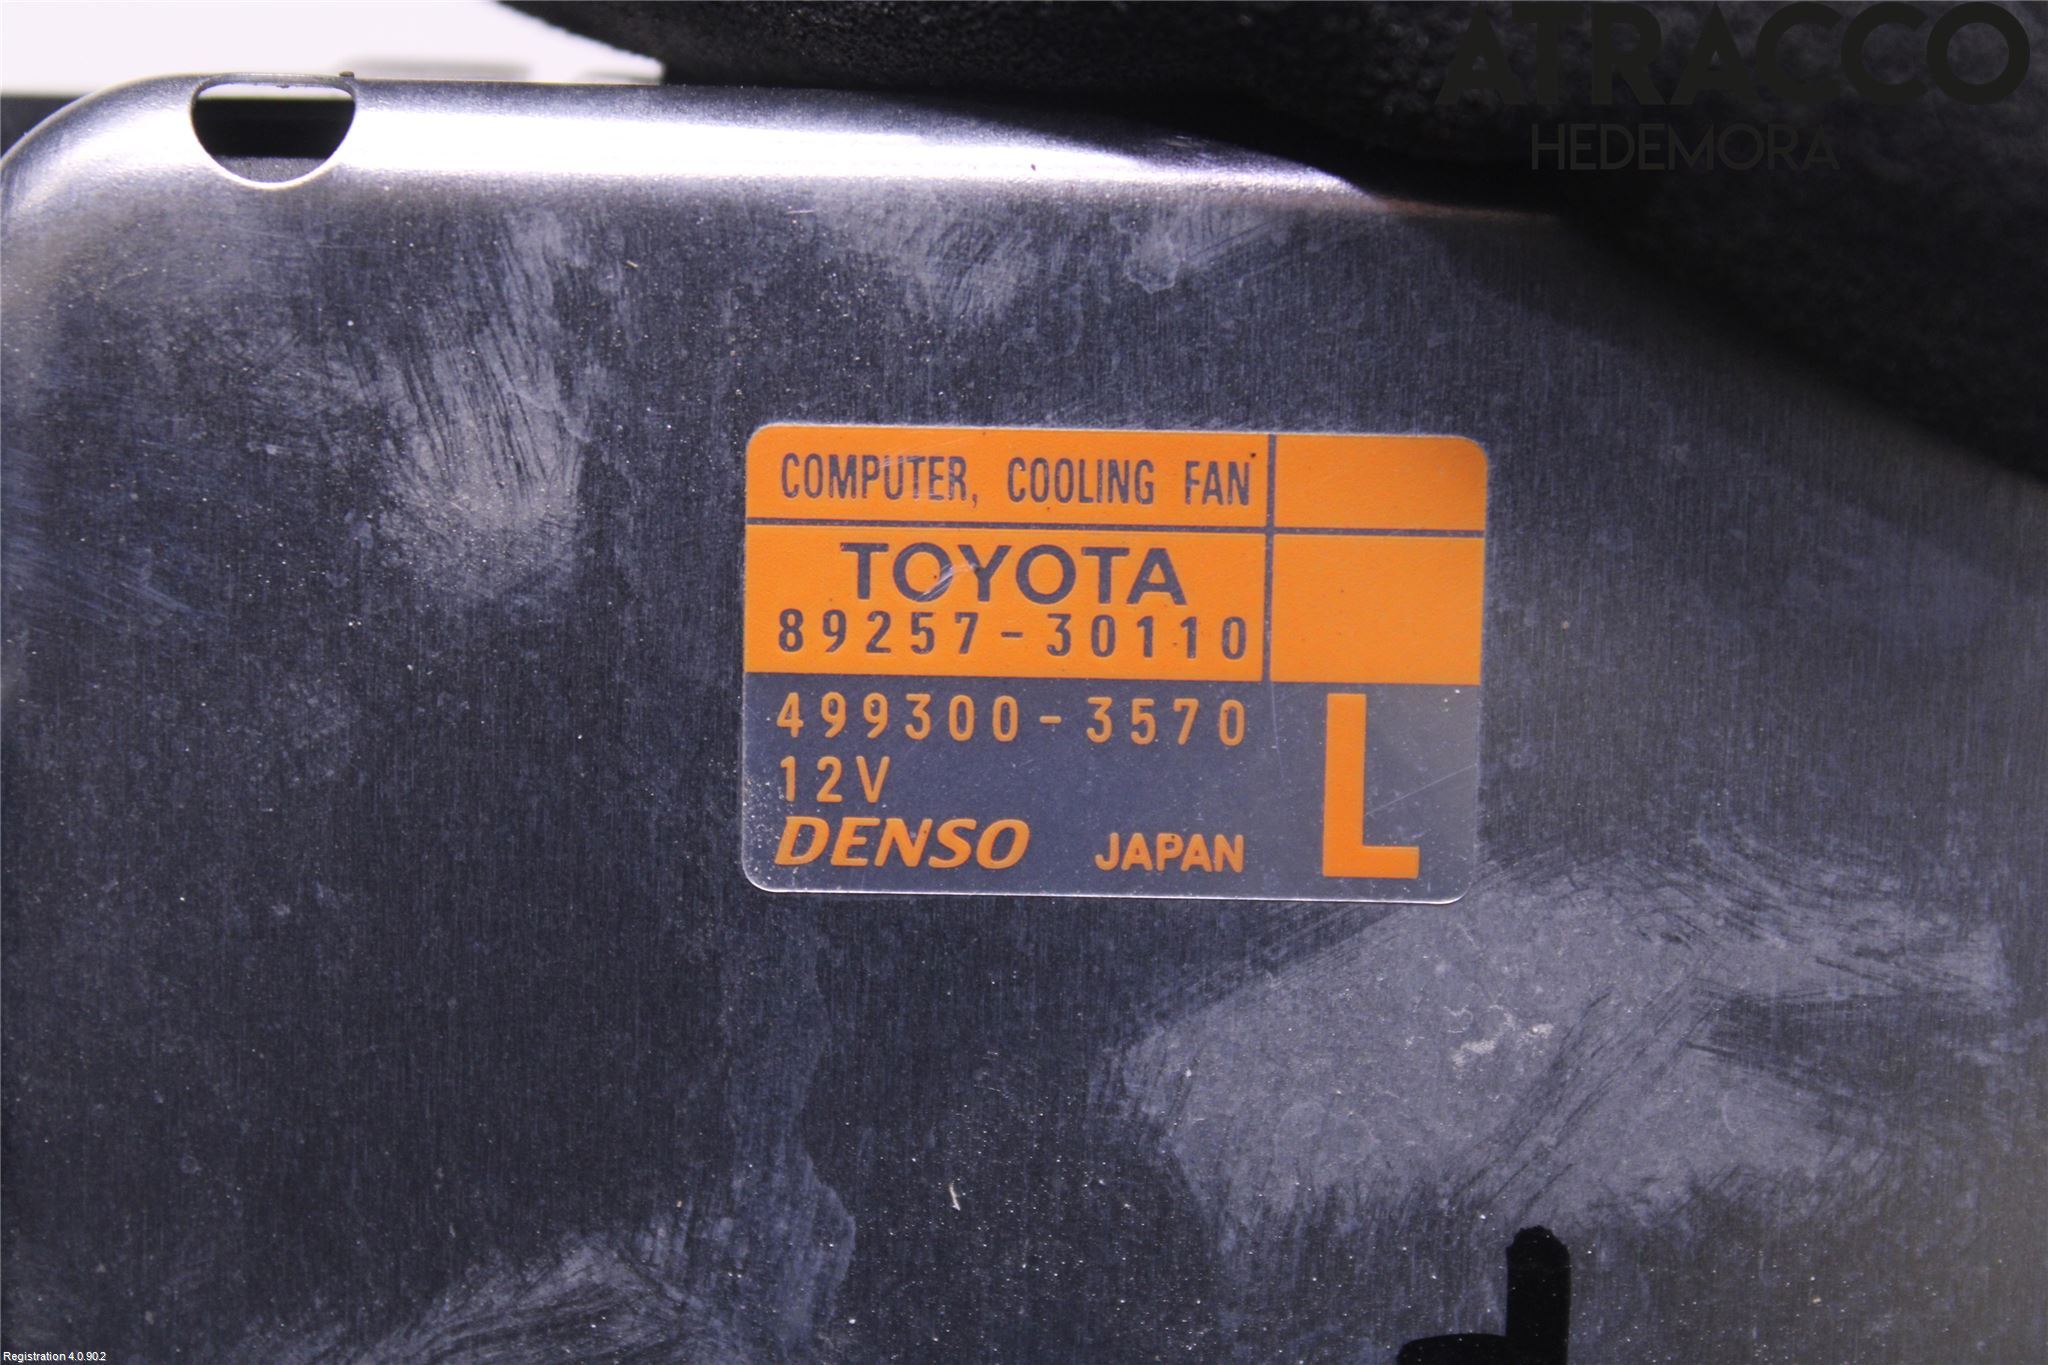 ATRACCO
HEDEMORA
COMPUTER, COOLING FAN
TOYOTA
89257-30110
499300-3570
12V
DENSO JAPAN
L
Registration 4.0.90.2